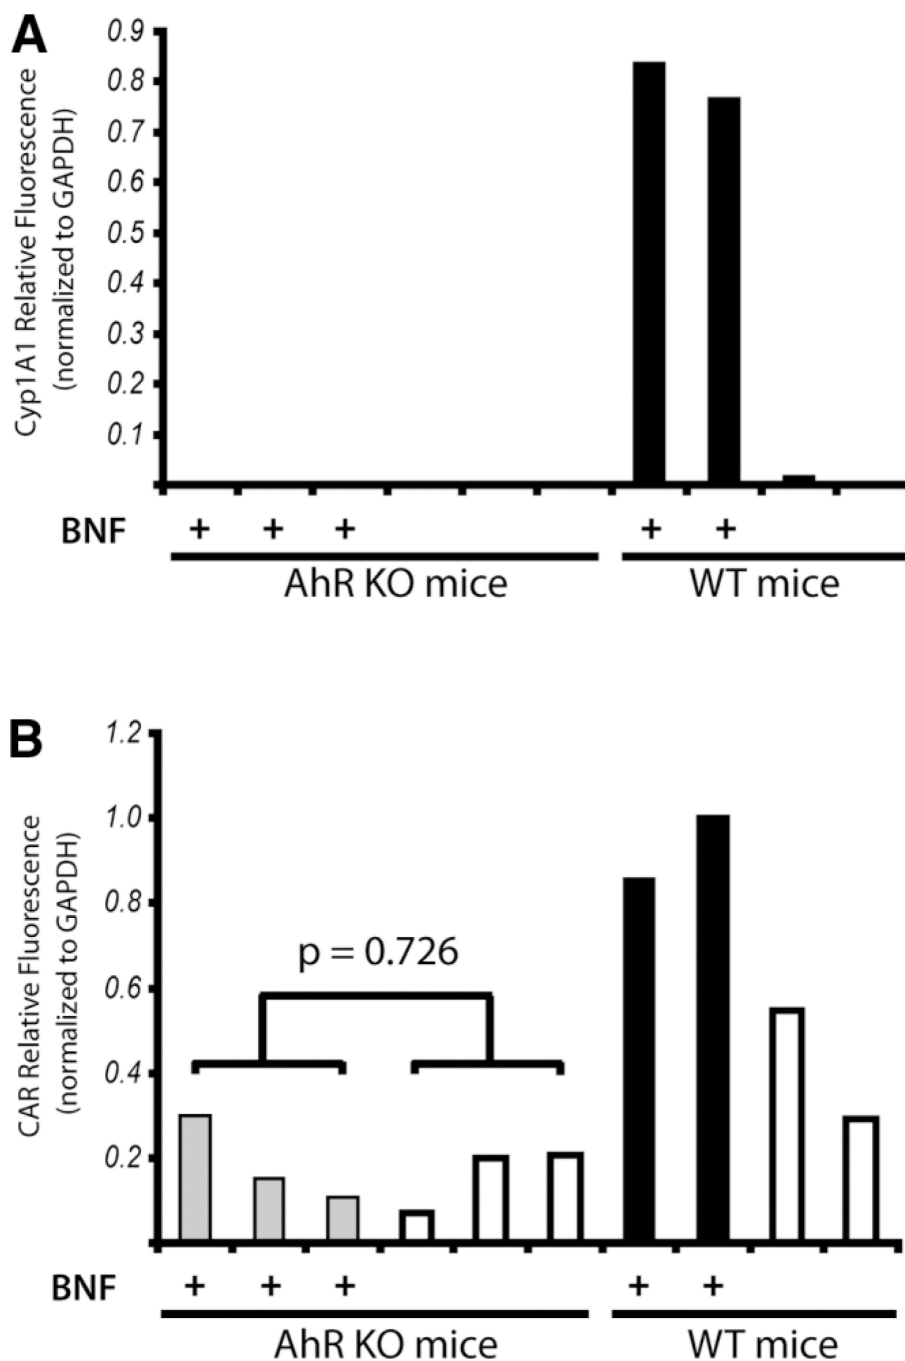 A
Cyp1A1 Relative Fluorescence
(normalized to GAPDH)
0.9
0.8
0.7
0.6
0.5
0.4
0.3
0.2
0.1
BNF + + + + +
AhR KO mice WT mice
B
CAR Relative Fluorescence
(normalized to GAPDH)
1.2
1.0
0.8
0.6
0.4
0.2
p = 0.726
BNF + + + + +
AhR KO mice WT mice